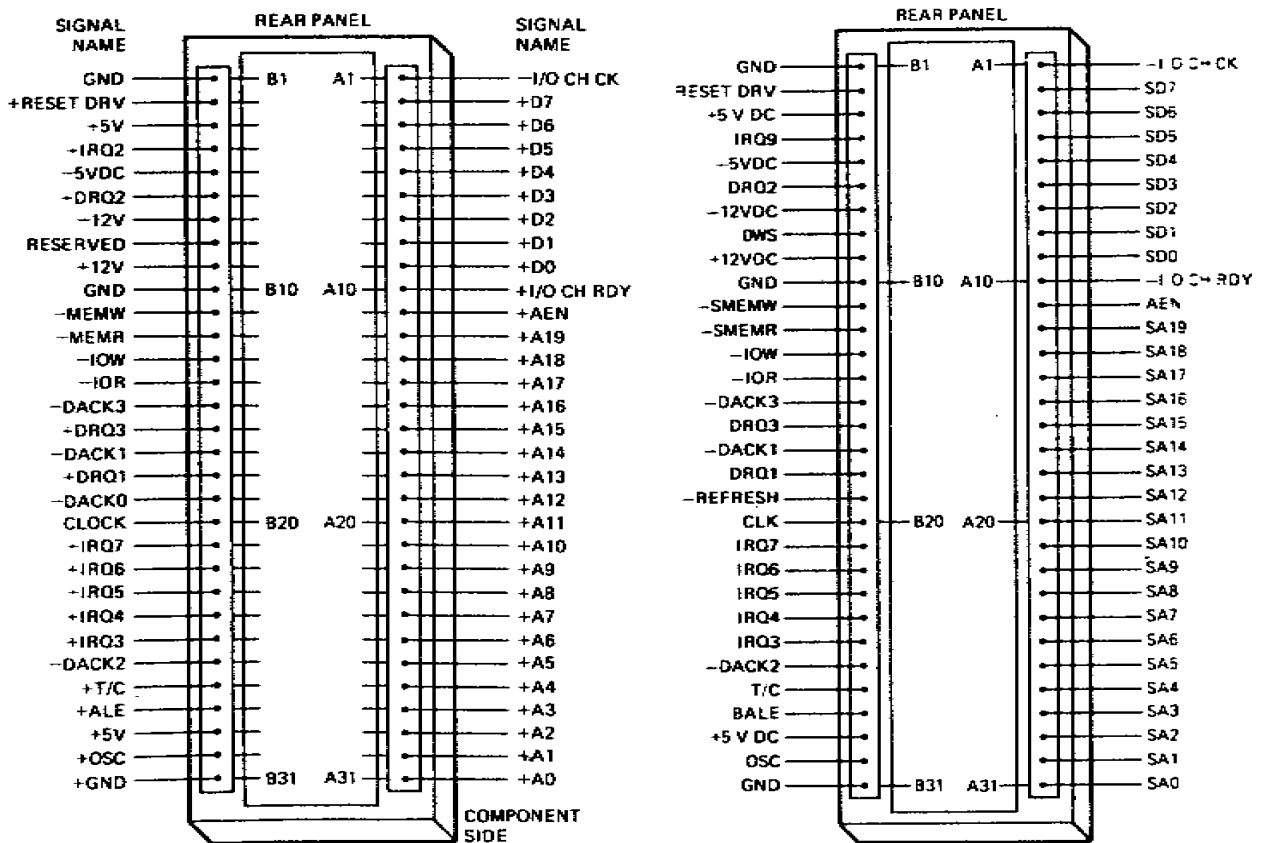 SIGNAL NAME
REAR PANEL
SIGNAL NAME
GND B1 A1 −I/O CH CK
+RESET DRV +D7
+5V +D6
+IRQ2 +D5
−5VDC +D4
+DRQ2 +D3
−12V +D2
RESERVED +D1
+12V +D0
GND B10 A10 +I/O CH RDY
−MEMW +AEN
−MEMR +A19
−IOW +A18
−IOR +A17
−DACK3 +A16
+DRQ3 +A15
−DACK1 +A14
+DRQ1 +A13
−DACK0 +A12
CLOCK B20 A20 +A11
+IRQ7 +A10
+IRQ6 +A9
+IRQ5 +A8
+IRQ4 +A7
+IRQ3 +A6
−DACK2 +A5
+T/C +A4
+ALE +A3
+5V +A2
+OSC +A1
+GND B31 A31 +A0
COMPONENT SIDE
REAR PANEL
GND B1 A1 −I O CH CK
RESET DRV SD7
+5 V DC SD6
IRQ9 SD5
−5VDC SD4
DRQ2 SD3
−12VDC SD2
0WS SD1
+12VDC SD0
GND B10 A10 −I O CH RDY
−SMEMW AEN
−SMEMR SA19
−IOW SA18
−IOR SA17
−DACK3 SA16
DRQ3 SA15
−DACK1 SA14
DRQ1 SA13
−REFRESH SA12
CLK B20 A20 SA11
IRQ7 SA10
IRQ6 SA9
IRQ5 SA8
IRQ4 SA7
IRQ3 SA6
−DACK2 SA5
T/C SA4
BALE SA3
+5 V DC SA2
OSC SA1
GND B31 A31 SA0